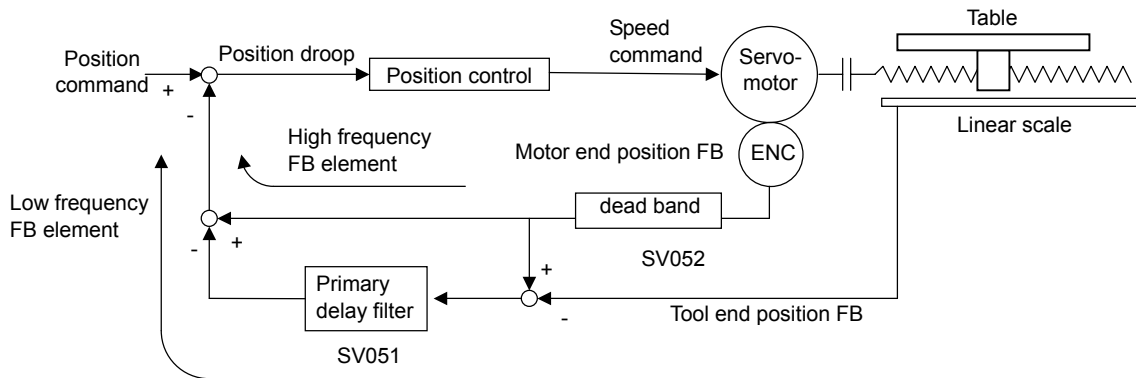 Table
Position
command
+
-
Position droop
Position control
Speed
command
Servo-
motor
Linear scale
High frequency
FB element
Motor end position FB
ENC
Low frequency
FB element
dead band
SV052
-
+
Primary
delay filter
SV051
+
-
Tool end position FB